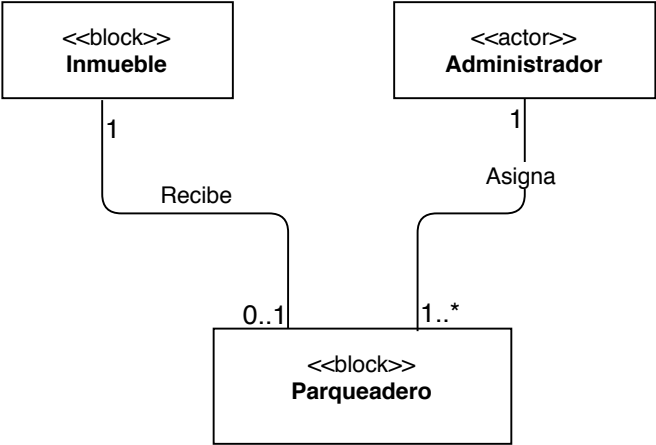 <<block>>
Inmueble
<<actor>>
Administrador
1
1
Recibe
Asigna
0..1
1..*
<<block>>
Parqueadero